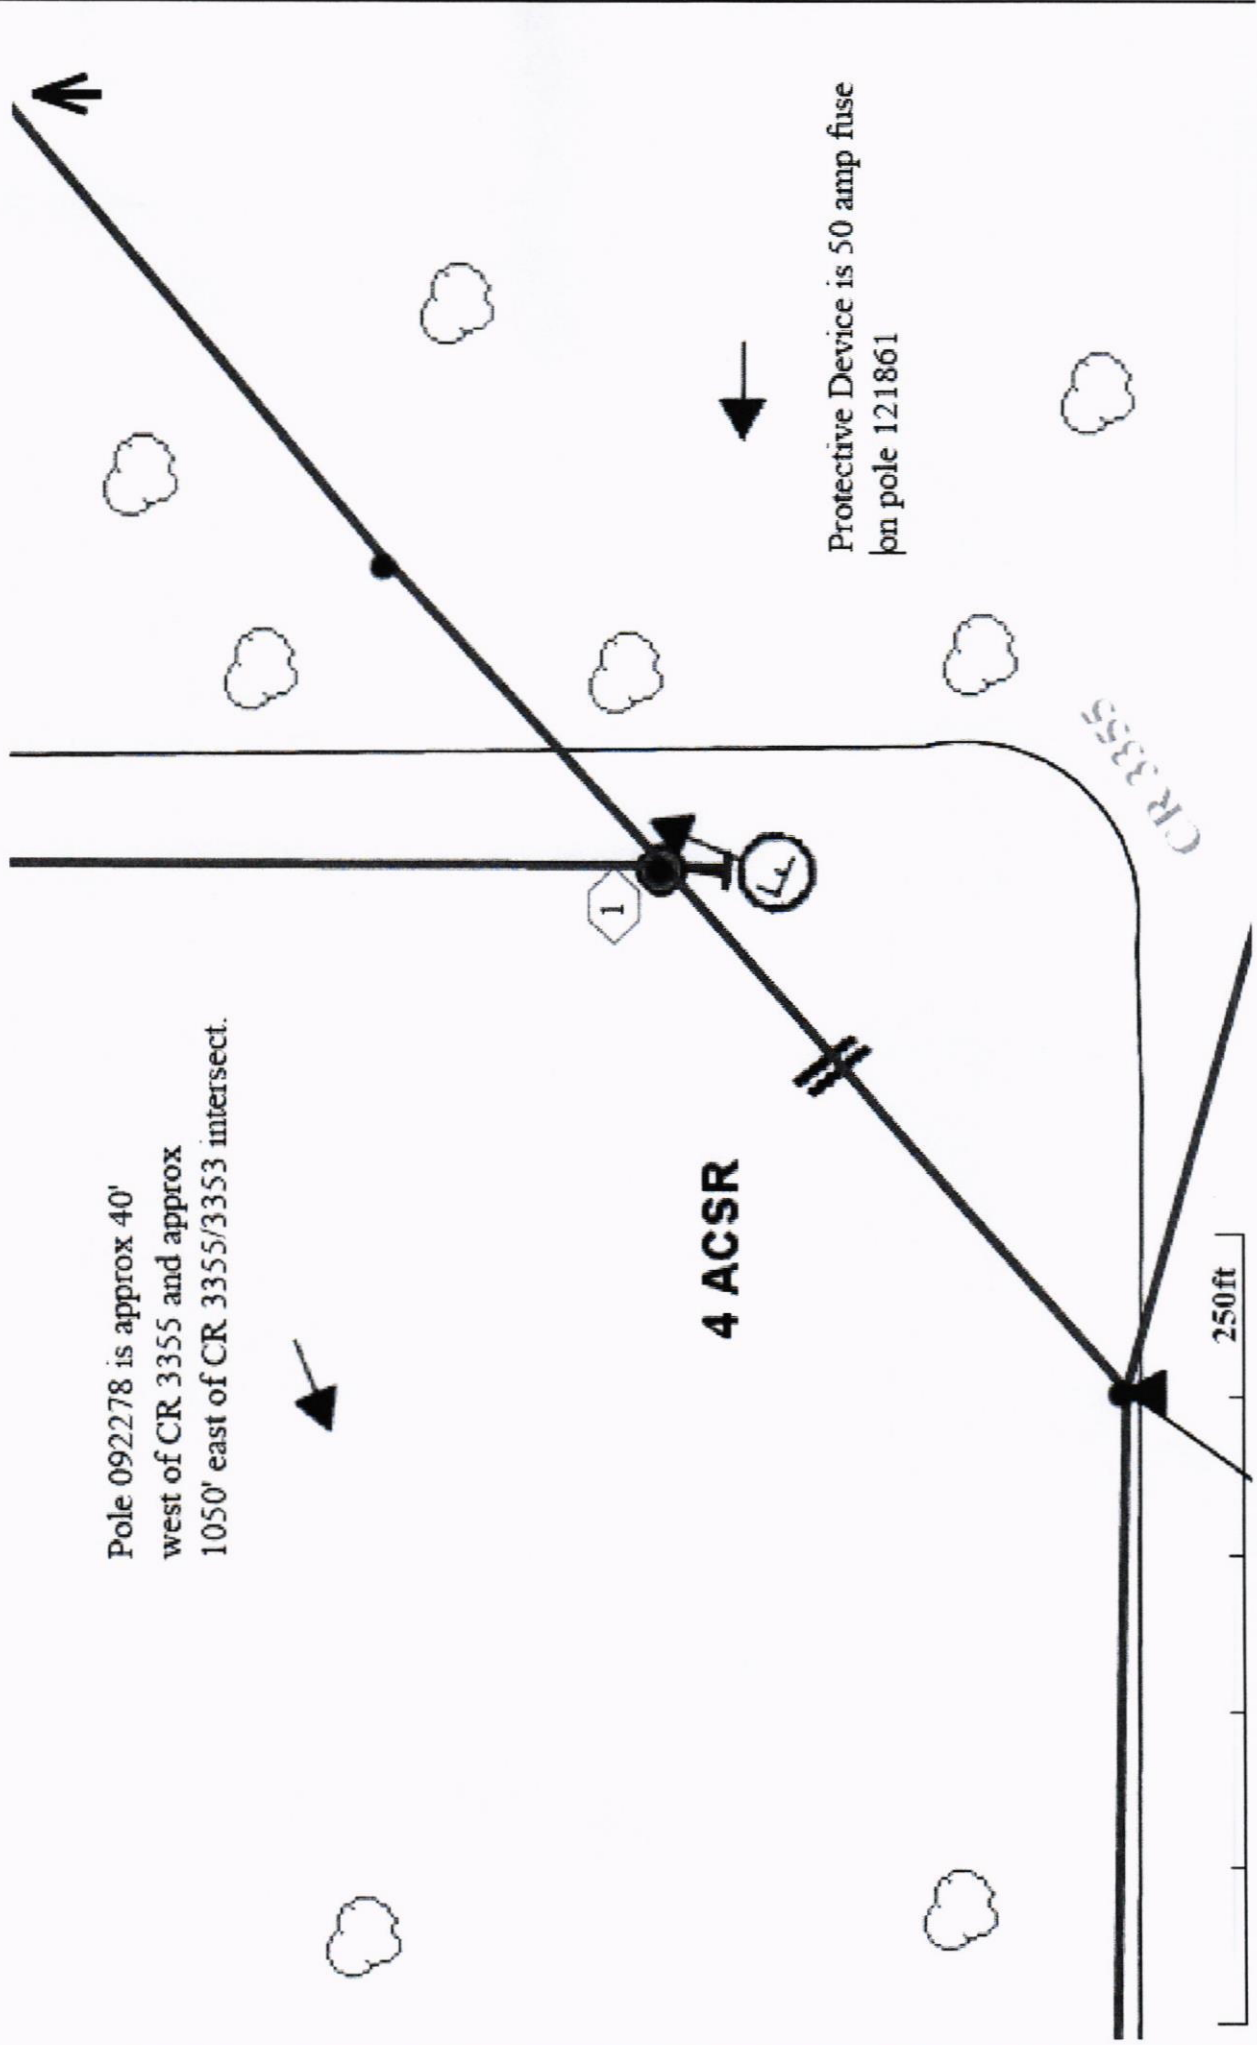 Pole 092278 is approx 40'
west of CR 3355 and approx
1050' east of CR 3355/3353 intersect.
1
4 ACSR
Protective Device is 50 amp fuse
on pole 121861
CR 3355
250ft